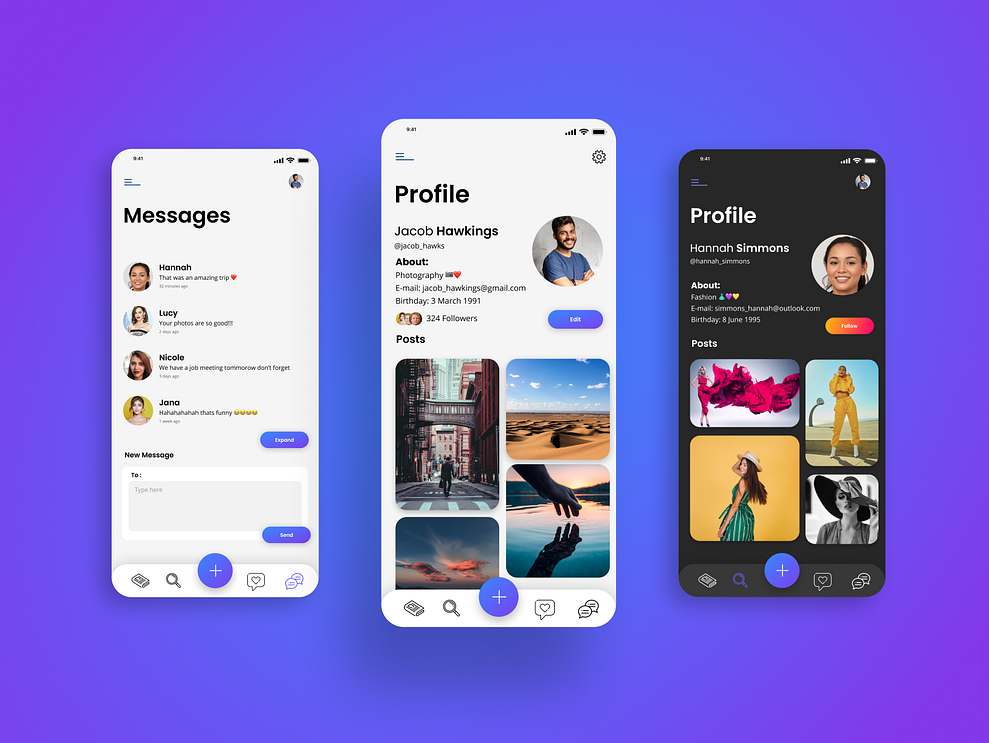 9:41
Messages
Hannah
That was an amazing trip ❤️
32 minutes ago
Lucy
Your photos are so good!!!
2 days ago
Nicole
We have a job meeting tommorow don't forget
3 days ago
Jana
Hahahahahah thats funny 😂😂😂😂
1 week ago
Expand
New Message
To :
Type here
Send
9:41
Profile
Jacob Hawkings
@jacob_hawks
About:
Photography 📷❤️
E-mail: jacob_hawkings@gmail.com
Birthday: 3 March 1991
324 Followers
Edit
Posts
9:41
Profile
Hannah Simmons
@hannah_simmons
About:
Fashion 👗💜💛
E-mail: simmons_hannah@outlook.com
Birthday: 8 June 1995
Follow
Posts